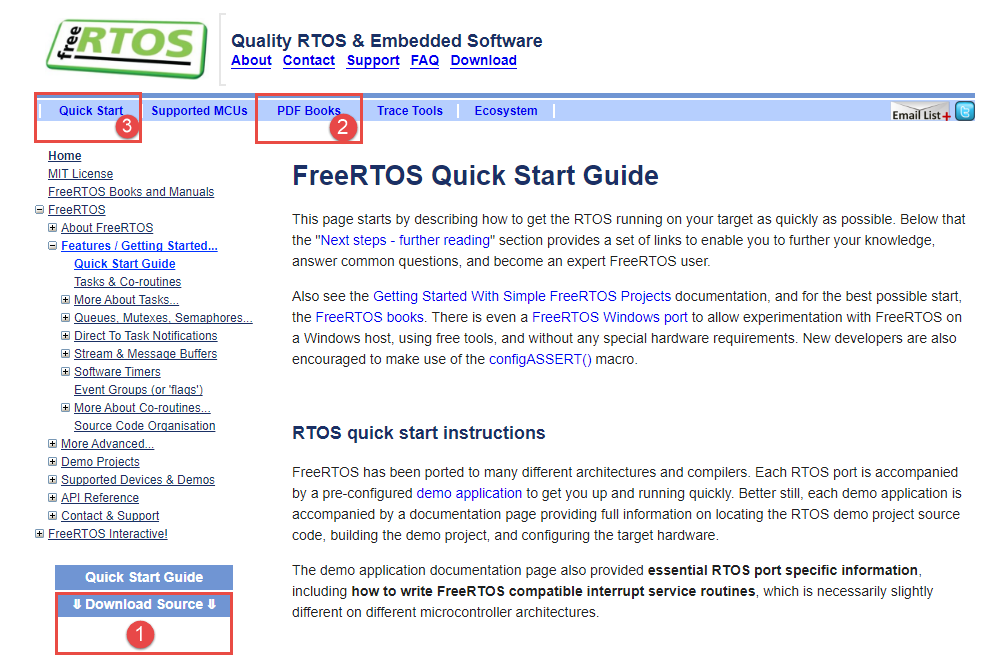 free RTOS
Quality RTOS & Embedded Software
About Contact Support FAQ Download
Quick Start Supported MCUs PDF Books Trace Tools Ecosystem Email List+
3 2
Home
MIT License
FreeRTOS Books and Manuals
FreeRTOS
About FreeRTOS
Features / Getting Started...
Quick Start Guide
Tasks & Co-routines
More About Tasks...
Queues, Mutexes, Semaphores...
Direct To Task Notifications
Stream & Message Buffers
Software Timers
Event Groups (or 'flags')
More About Co-routines...
Source Code Organisation
More Advanced...
Demo Projects
Supported Devices & Demos
API Reference
Contact & Support
FreeRTOS Interactive!
Quick Start Guide
⇓ Download Source ⇓
1
FreeRTOS Quick Start Guide
This page starts by describing how to get the RTOS running on your target as quickly as possible. Below that
the "Next steps - further reading" section provides a set of links to enable you to further your knowledge,
answer common questions, and become an expert FreeRTOS user.
Also see the Getting Started With Simple FreeRTOS Projects documentation, and for the best possible start,
the FreeRTOS books. There is even a FreeRTOS Windows port to allow experimentation with FreeRTOS on
a Windows host, using free tools, and without any special hardware requirements. New developers are also
encouraged to make use of the configASSERT() macro.
RTOS quick start instructions
FreeRTOS has been ported to many different architectures and compilers. Each RTOS port is accompanied
by a pre-configured demo application to get you up and running quickly. Better still, each demo application is
accompanied by a documentation page providing full information on locating the RTOS demo project source
code, building the demo project, and configuring the target hardware.
The demo application documentation page also provided essential RTOS port specific information,
including how to write FreeRTOS compatible interrupt service routines, which is necessarily slightly
different on different microcontroller architectures.